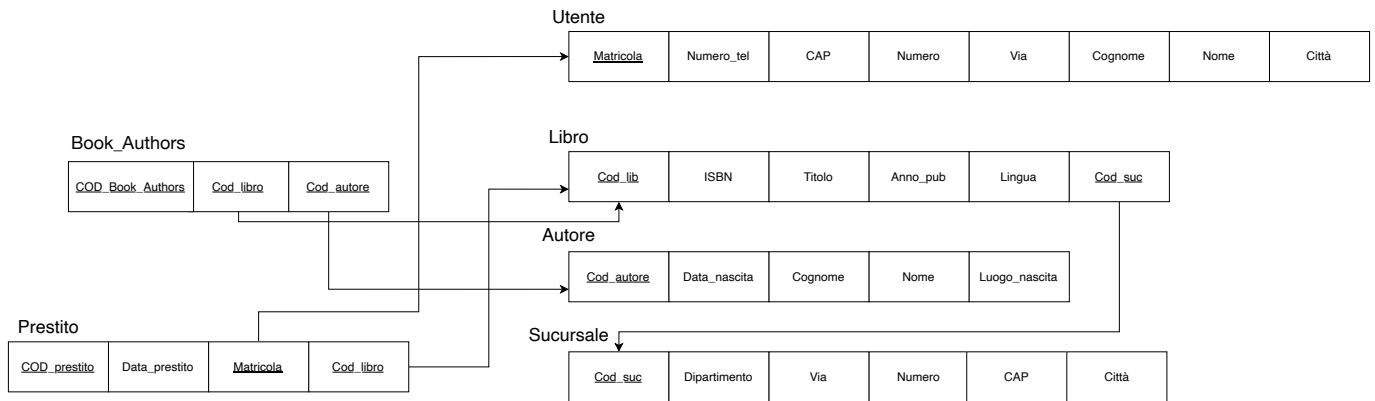 Utente
Matricola Numero_tel CAP Numero Via Cognome Nome Città
Book_Authors
COD_Book_Authors Cod_libro Cod_autore
Libro
Cod_lib ISBN Titolo Anno_pub Lingua Cod_suc
Autore
Cod_autore Data_nascita Cognome Nome Luogo_nascita
Prestito
COD_prestito Data_prestito Matricola Cod_libro
Sucursale
Cod_suc Dipartimento Via Numero CAP Città